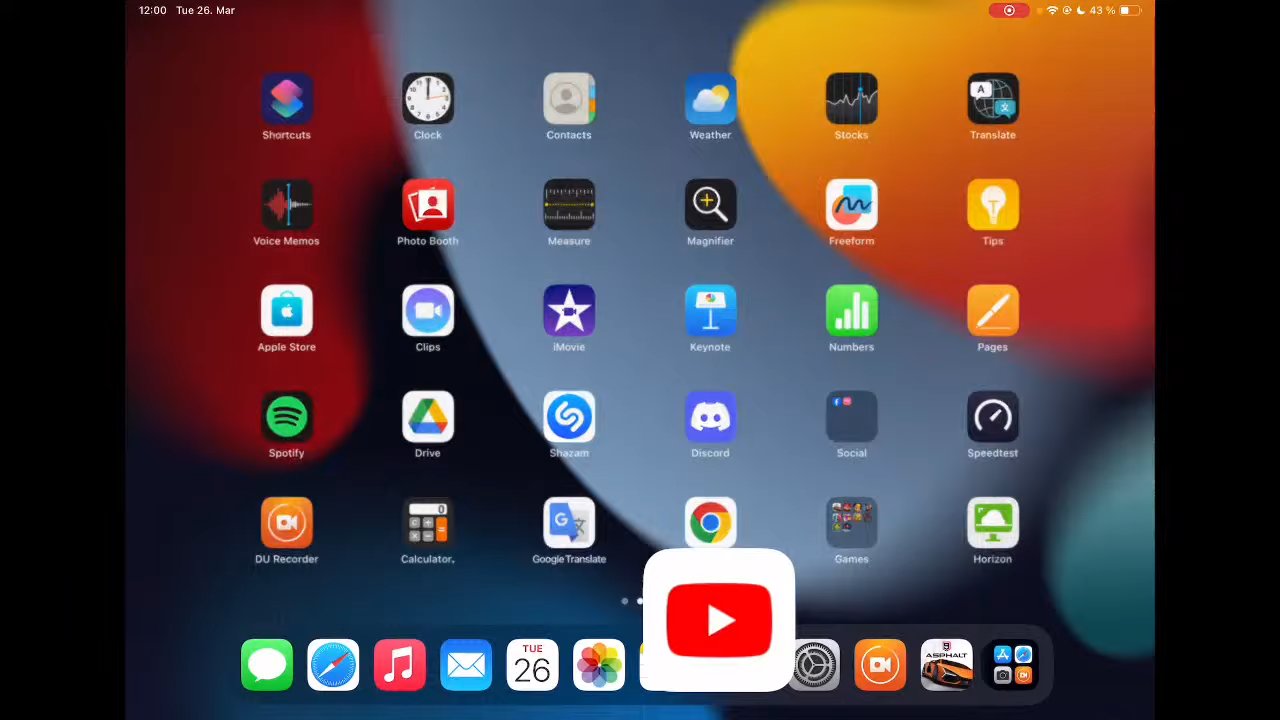 12:00 Tue 26. Mar 43 %
Shortcuts Clock Contacts Weather Stocks Translate
A
Voice Memos Photo Booth Measure Magnifier Freeform Tips
Apple Store Clips iMovie Keynote Numbers Pages
Spotify Drive Shazam Discord Social Speedtest
0
G
DU Recorder Calculator. Google Translate Games Horizon
TUE
26
ASPHALT